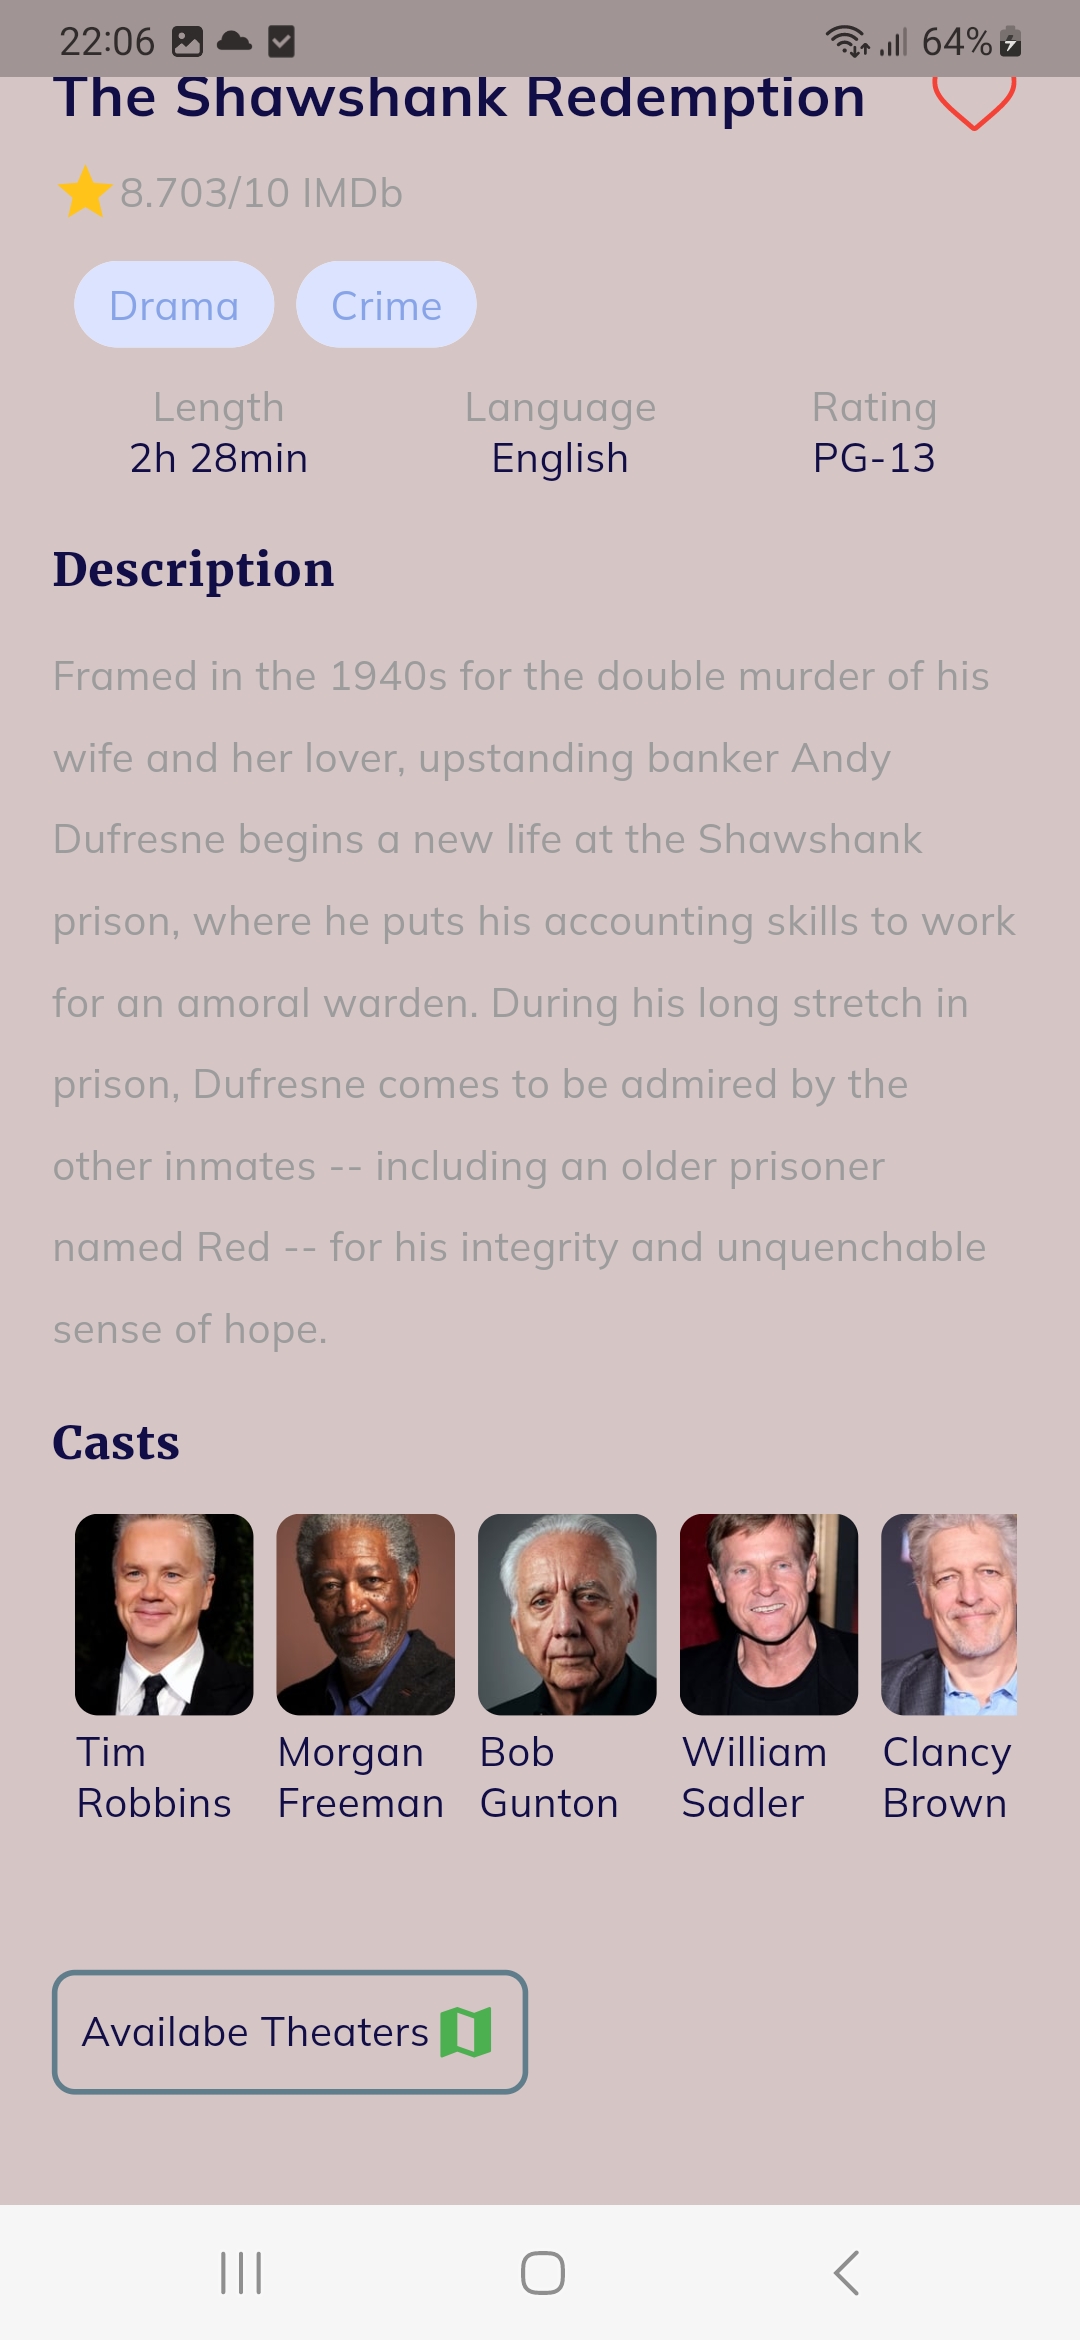 22:06 64%
The Shawshank Redemption
8.703/10 IMDb
Drama Crime
Length Language Rating
2h 28min English PG-13
Description
Framed in the 1940s for the double murder of his
wife and her lover, upstanding banker Andy
Dufresne begins a new life at the Shawshank
prison, where he puts his accounting skills to work
for an amoral warden. During his long stretch in
prison, Dufresne comes to be admired by the
other inmates -- including an older prisoner
named Red -- for his integrity and unquenchable
sense of hope.
Casts
Tim Morgan Bob William Clancy
Robbins Freeman Gunton Sadler Brown
Availabe Theaters